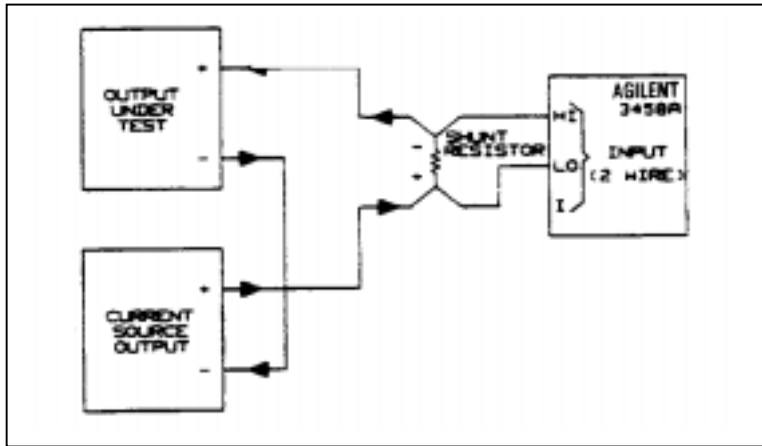 +
OUTPUT
UNDER
TEST
-
+
CURRENT
SOURCE
OUTPUT
-
-
+
SHUNT
RESISTOR
AGILENT
3458A
HI
INPUT
LO
(2 WIRE)
I